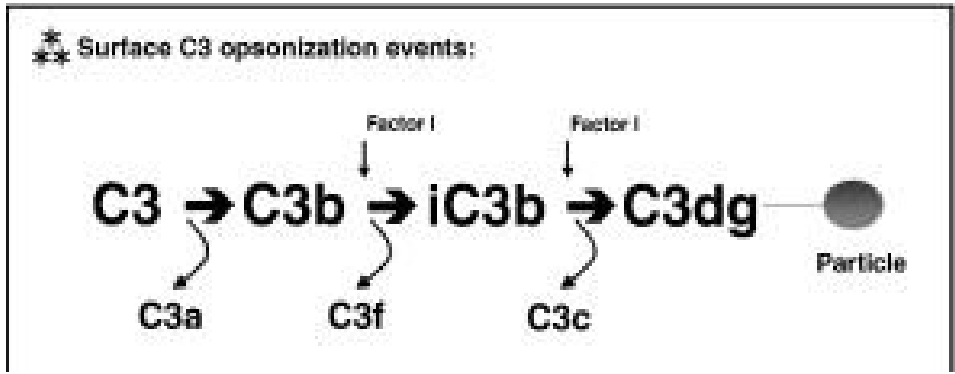 Surface C3 opsonization events:
Factor I Factor I
C3 C3b iC3b C3dg
Particle
C3a C3f C3c